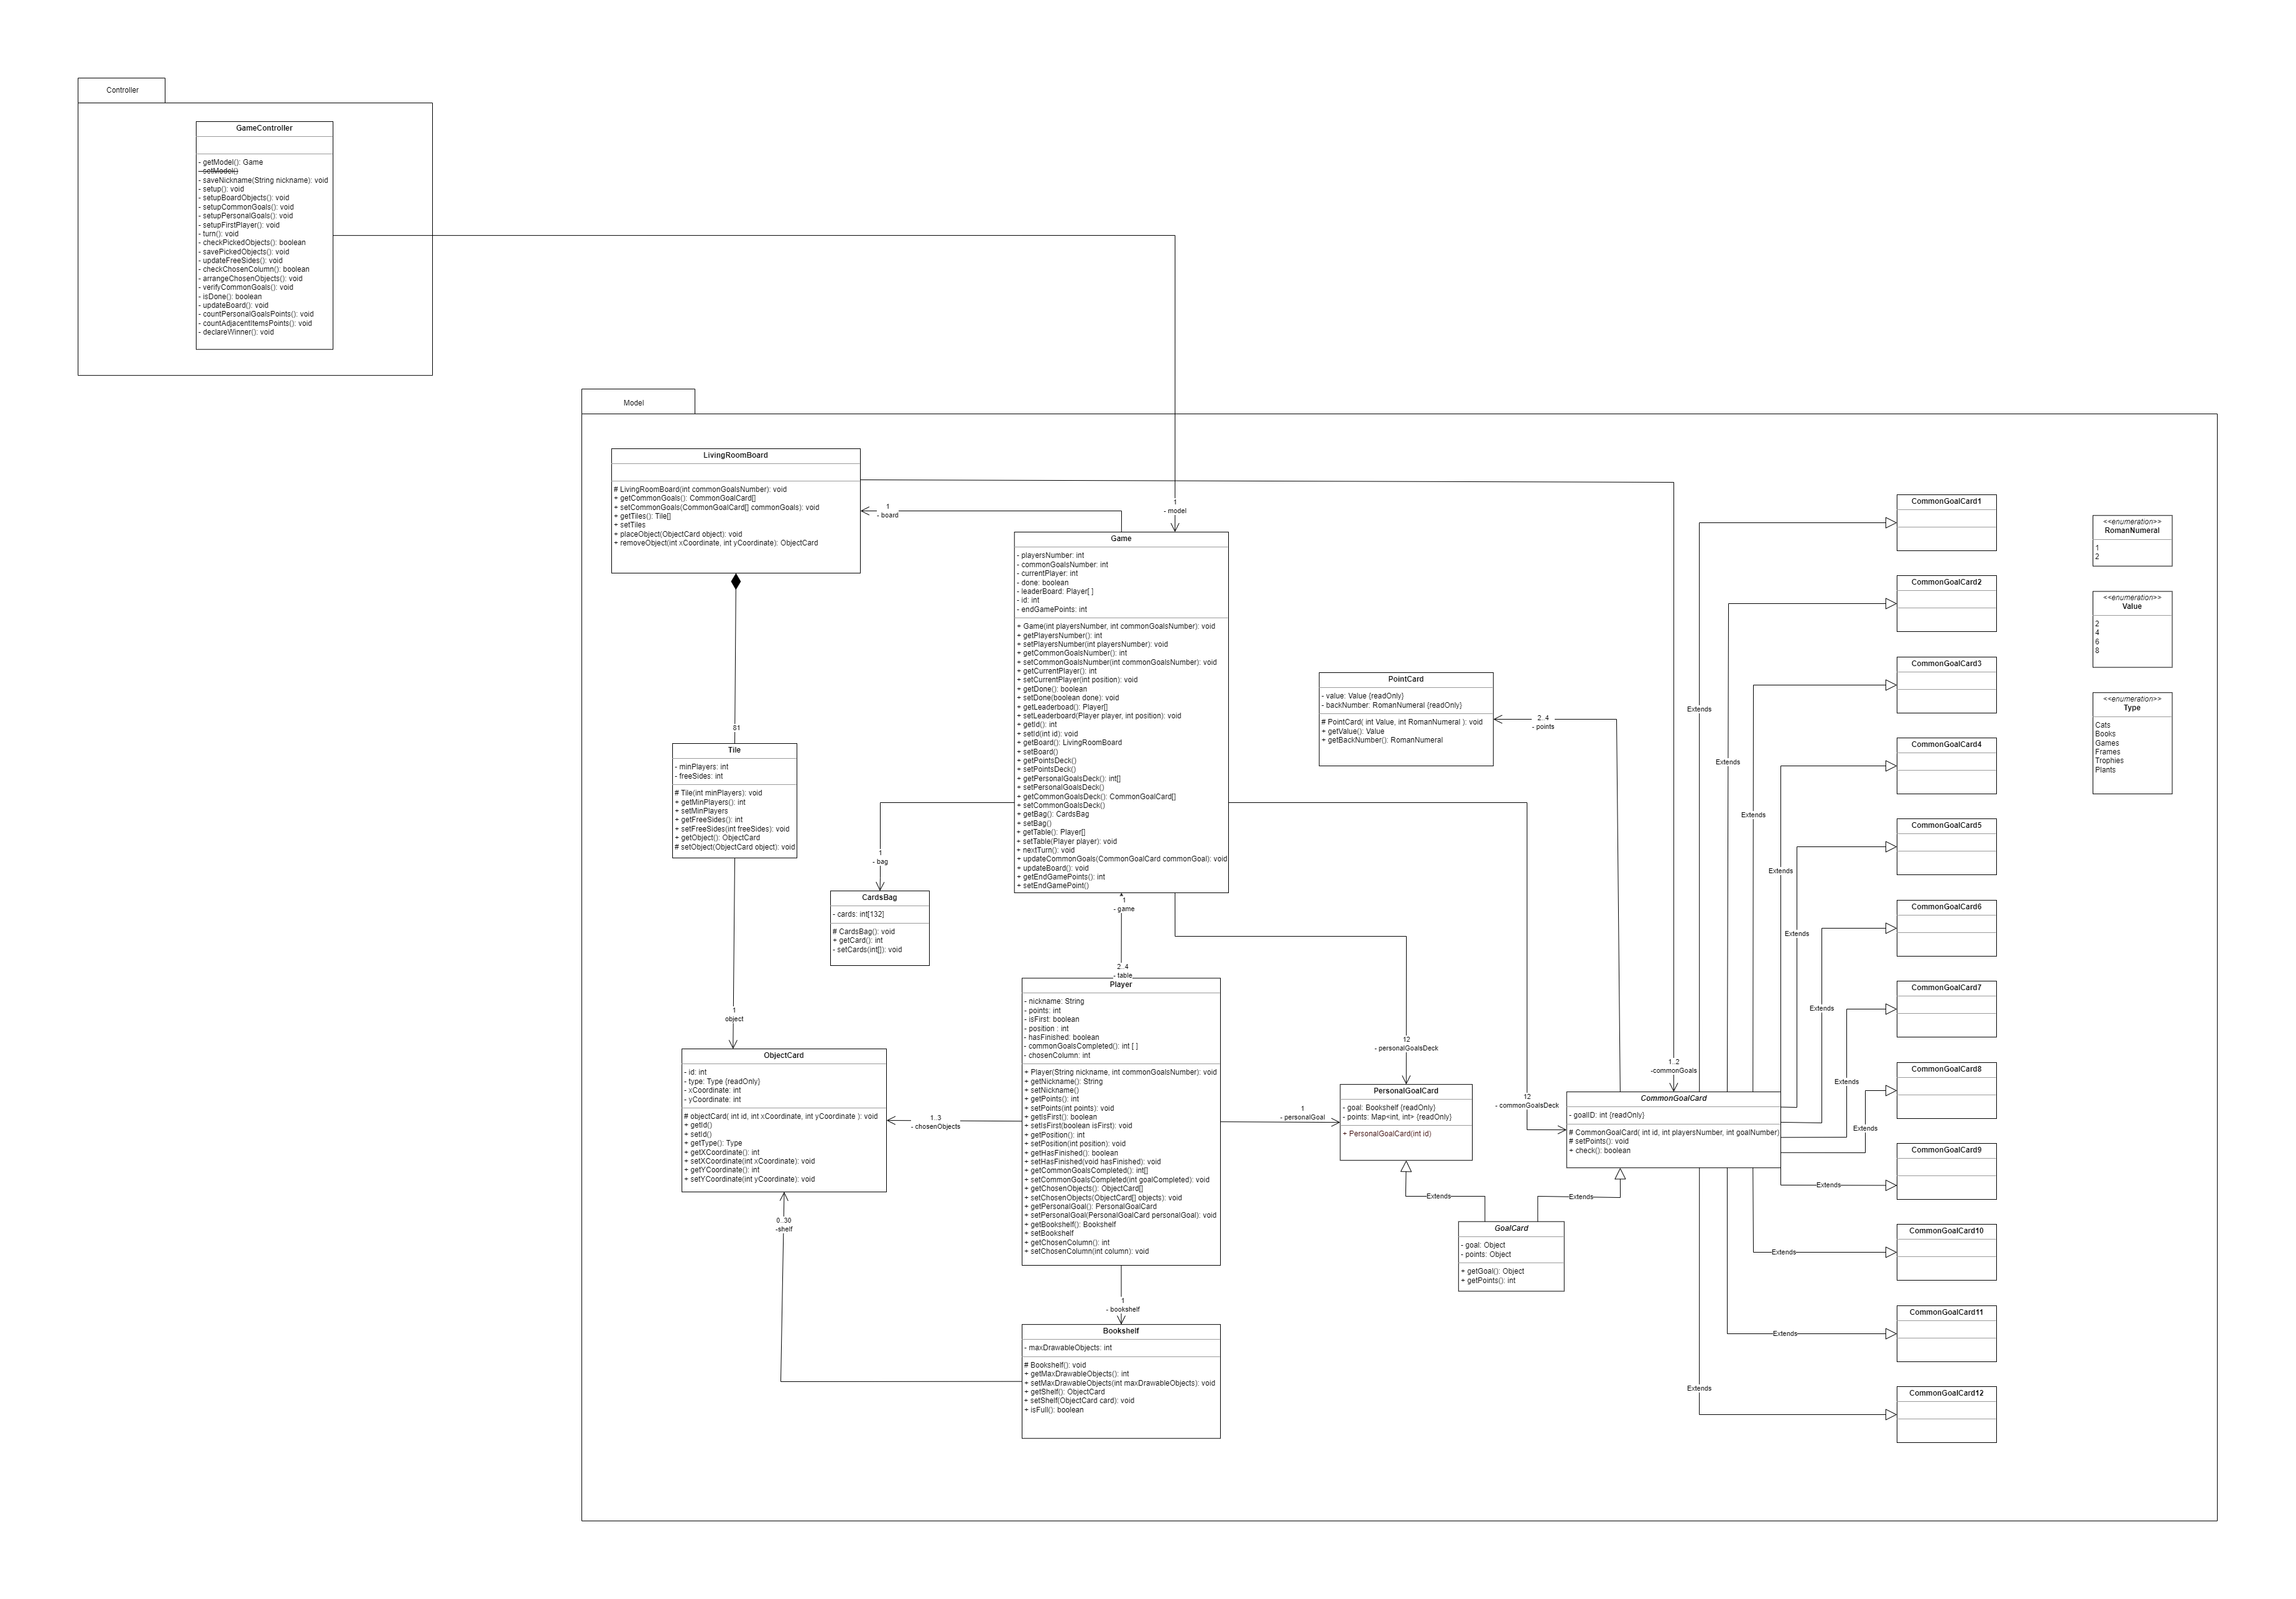 Controller
GameController
- getModel(): Game
- setModel()
- saveNickname(String nickname): void
- setup(): void
- setupBoardObjects(): void
- setupCommonGoals(): void
- setupPersonalGoals(): void
- setupFirstPlayer(): void
- turn(): void
- checkPickedObjects(): boolean
- savePickedObjects(): void
- updateFreeSides(): void
- checkChosenColumn(): boolean
- arrangeChosenObjects(): void
- verifyCommonGoals(): void
- isDone(): boolean
- updateBoard(): void
- countPersonalGoalsPoints(): void
- countAdjacentItemsPoints(): void
- declareWinner(): void
Model
LivingRoomBoard
# LivingRoomBoard(int commonGoalsNumber): void
+ getCommonGoals(): CommonGoalCard[]
+ setCommonGoals(CommonGoalCard[] commonGoals): void
+ getTiles(): Tile[]
+ setTiles
+ placeObject(ObjectCard object): void
+ removeObject(int xCoordinate, int yCoordinate): ObjectCard
1
- board
1
- model
Game
- playersNumber: int
- commonGoalsNumber: int
- currentPlayer: int
- done: boolean
- leaderBoard: Player[ ]
- id: int
- endGamePoints: int
+ Game(int playersNumber, int commonGoalsNumber): void
+ getPlayersNumber(): int
+ setPlayersNumber(int playersNumber): void
+ getCommonGoalsNumber(): int
+ setCommonGoalsNumber(int commonGoalsNumber): void
+ getCurrentPlayer(): int
+ setCurrentPlayer(int position): void
+ getDone(): boolean
+ setDone(boolean done): void
+ getLeaderboad(): Player[]
+ setLeaderboard(Player player, int position): void
+ getId(): int
+ setId(int id): void
+ getBoard(): LivingRoomBoard
+ setBoard()
+ getPointsDeck()
+ setPointsDeck()
+ getPersonalGoalsDeck(): int[]
+ setPersonalGoalsDeck()
+ getCommonGoalsDeck(): CommonGoalCard[]
+ setCommonGoalsDeck()
+ getBag(): CardsBag
+ setBag()
+ getTable(): Player[]
+ setTable(Player player): void
+ nextTurn(): void
+ updateCommonGoals(CommonGoalCard commonGoal): void
+ updateBoard(): void
+ getEndGamePoints(): int
+ setEndGamePoint()
81
Tile
- minPlayers: int
- freeSides: int
# Tile(int minPlayers): void
+ getMinPlayers(): int
+ setMinPlayers
+ getFreeSides(): int
+ setFreeSides(int freeSides): void
+ getObject(): ObjectCard
# setObject(ObjectCard object): void
1
- bag
CardsBag
- cards: int[132]
# CardsBag(): void
+ getCard(): int
- setCards(int[]): void
1
- game
2..4
- table
Player
- nickname: String
- points: int
- isFirst: boolean
- position : int
- hasFinished: boolean
- commonGoalsCompleted(): int [ ]
- chosenColumn: int
+ Player(String nickname, int commonGoalsNumber): void
+ getNickname(): String
+ setNickname()
+ getPoints(): int
+ setPoints(int points): void
+ getIsFirst(): boolean
+ setIsFirst(boolean isFirst): void
+ getPosition(): int
+ setPosition(int position): void
+ getHasFinished(): boolean
+ setHasFinished(void hasFinished): void
+ getCommonGoalsCompleted(): int[]
+ setCommonGoalsCompleted(int goalCompleted): void
+ getChosenObjects(): ObjectCard[]
+ setChosenObjects(ObjectCard[] objects): void
+ getPersonalGoal(): PersonalGoalCard
+ setPersonalGoal(PersonalGoalCard personalGoal): void
+ getBookshelf(): Bookshelf
+ setBookshelf
+ getChosenColumn(): int
+ setChosenColumn(int column): void
1
object
ObjectCard
- id: int
- type: Type {readOnly}
- xCoordinate: int
- yCoordinate: int
# objectCard( int id, int xCoordinate, int yCoordinate ): void
+ getId()
+ setId()
+ getType(): Type
+ getXCoordinate(): int
+ setXCoordinate(int xCoordinate): void
+ getYCoordinate(): int
+ setYCoordinate(int yCoordinate): void
1..3
- chosenObjects
0..30
-shelf
1
- bookshelf
Bookshelf
- maxDrawableObjects: int
# Bookshelf(): void
+ getMaxDrawableObjects(): int
+ setMaxDrawableObjects(int maxDrawableObjects): void
+ getShelf(): ObjectCard
+ setShelf(ObjectCard card): void
+ isFull(): boolean
PointCard
- value: Value {readOnly}
- backNumber: RomanNumeral {readOnly}
# PointCard( int Value, int RomanNumeral ): void
+ getValue(): Value
+ getBackNumber(): RomanNumeral
2..4
- points
12
- personalGoalsDeck
1
- personalGoal
PersonalGoalCard
- goal: Bookshelf {readOnly}
- points: Map<int, int> {readOnly}
+ PersonalGoalCard(int id)
12
- commonGoalsDeck
1..2
-commonGoals
CommonGoalCard
- goalID: int {readOnly}
# CommonGoalCard( int id, int playersNumber, int goalNumber)
# setPoints(): void
+ check(): boolean
Extends
Extends
GoalCard
- goal: Object
- points: Object
+ getGoal(): Object
+ getPoints(): int
Extends
Extends
Extends
Extends
Extends
Extends
Extends
Extends
Extends
Extends
Extends
Extends
CommonGoalCard1
CommonGoalCard2
CommonGoalCard3
CommonGoalCard4
CommonGoalCard5
CommonGoalCard6
CommonGoalCard7
CommonGoalCard8
CommonGoalCard9
CommonGoalCard10
CommonGoalCard11
CommonGoalCard12
<<enumeration>>
RomanNumeral
1
2
<<enumeration>>
Value
2
4
6
8
<<enumeration>>
Type
Cats
Books
Games
Frames
Trophies
Plants